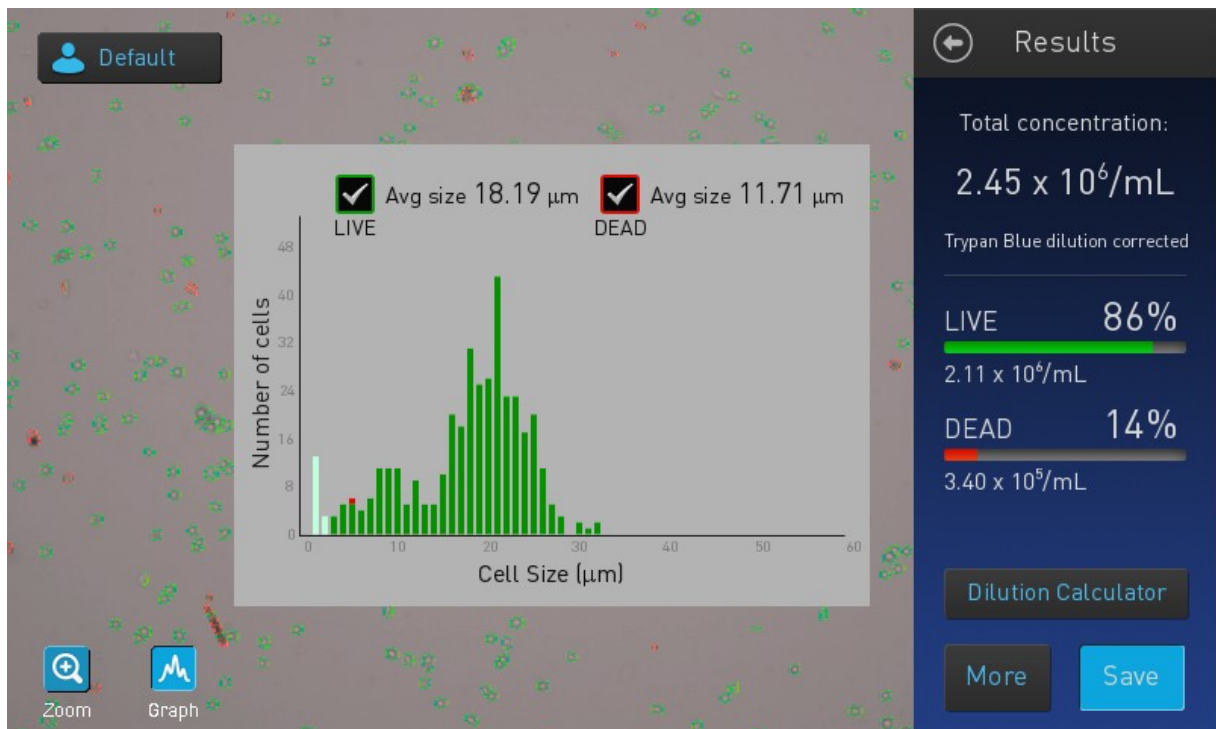 Default
Results
Total concentration:
2.45 x 10⁶/mL
Trypan Blue dilution corrected
LIVE 86%
2.11 x 10⁶/mL
DEAD 14%
3.40 x 10⁵/mL
Dilution Calculator
More Save
Avg size 18.19 μm Avg size 11.71 μm
LIVE DEAD
Number of cells
48
40
32
24
16
8
0
0 10 20 30 40 50 60
Cell Size (μm)
Zoom Graph